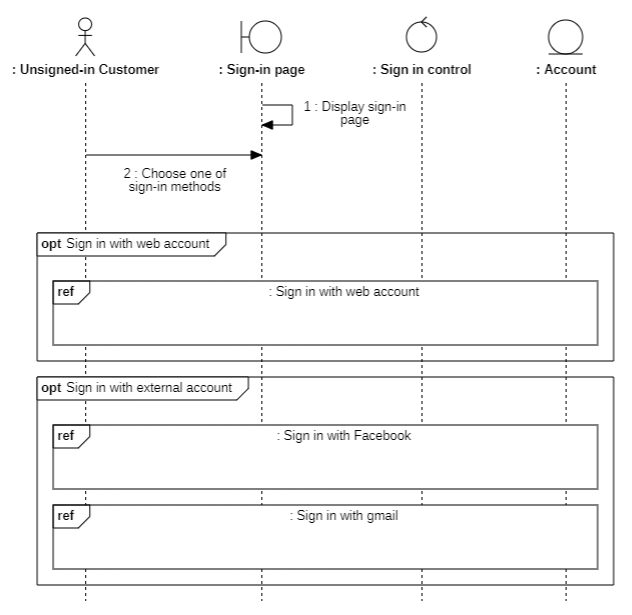 : Unsigned-in Customer
: Sign-in page
: Sign in control
: Account
1 : Display sign-in
page
2 : Choose one of
sign-in methods
opt Sign in with web account
ref
: Sign in with web account
opt Sign in with external account
ref
: Sign in with Facebook
ref
: Sign in with gmail